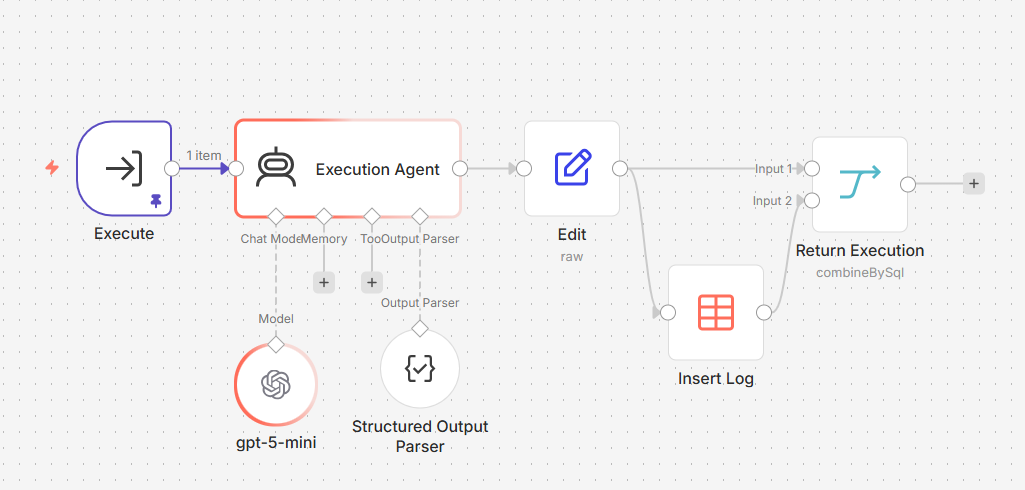 1 item
Execute
Execution Agent
Chat Mode
Memory
Too
Output Parser
Model
gpt-5-mini
Output Parser
Structured Output
Parser
Edit
raw
Insert Log
Input 1
Input 2
Return Execution
combineBySql